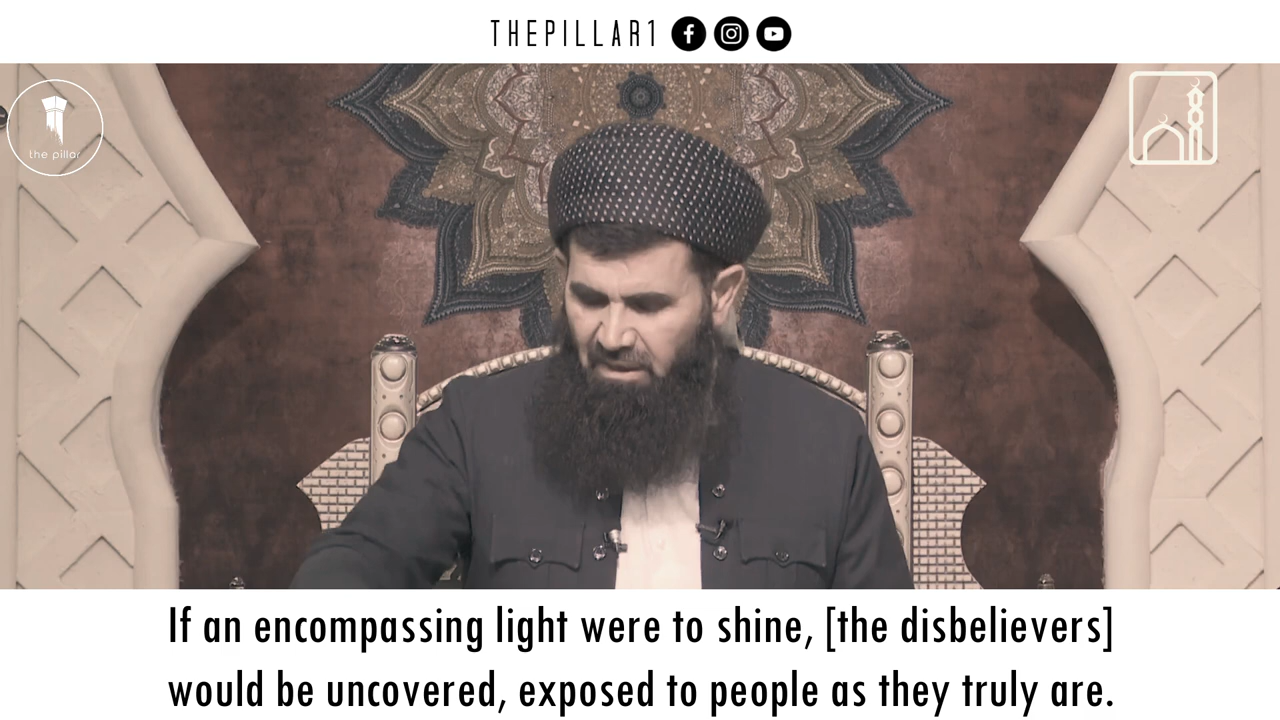 THEPILLAR1
the pillar
If an encompassing light were to shine, [the disbelievers]
would be uncovered, exposed to people as they truly are.